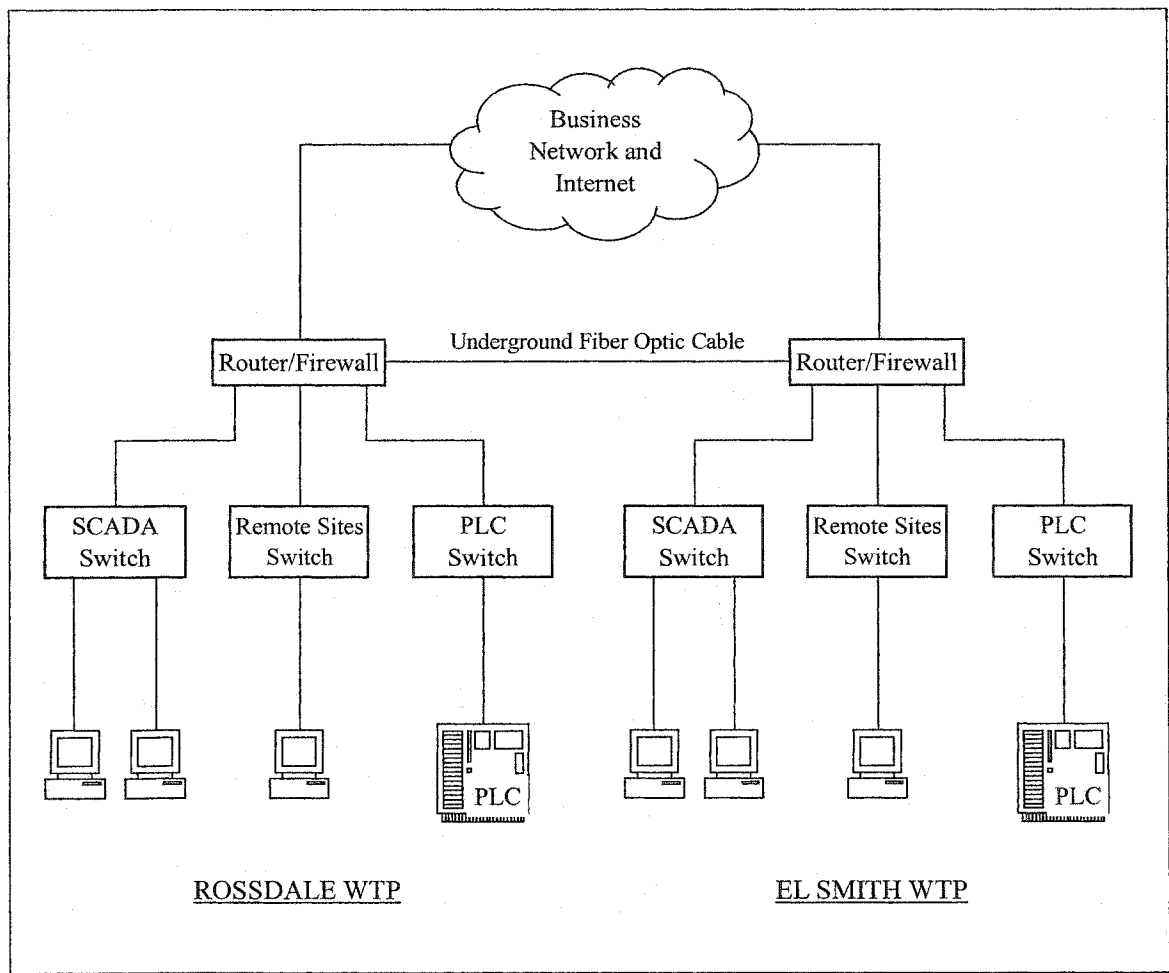 Business
Network and
Internet
Underground Fiber Optic Cable
Router/Firewall
Router/Firewall
SCADA
Switch
Remote Sites
Switch
PLC
Switch
SCADA
Switch
Remote Sites
Switch
PLC
Switch
PLC
PLC
ROSSDALE WTP
EL SMITH WTP